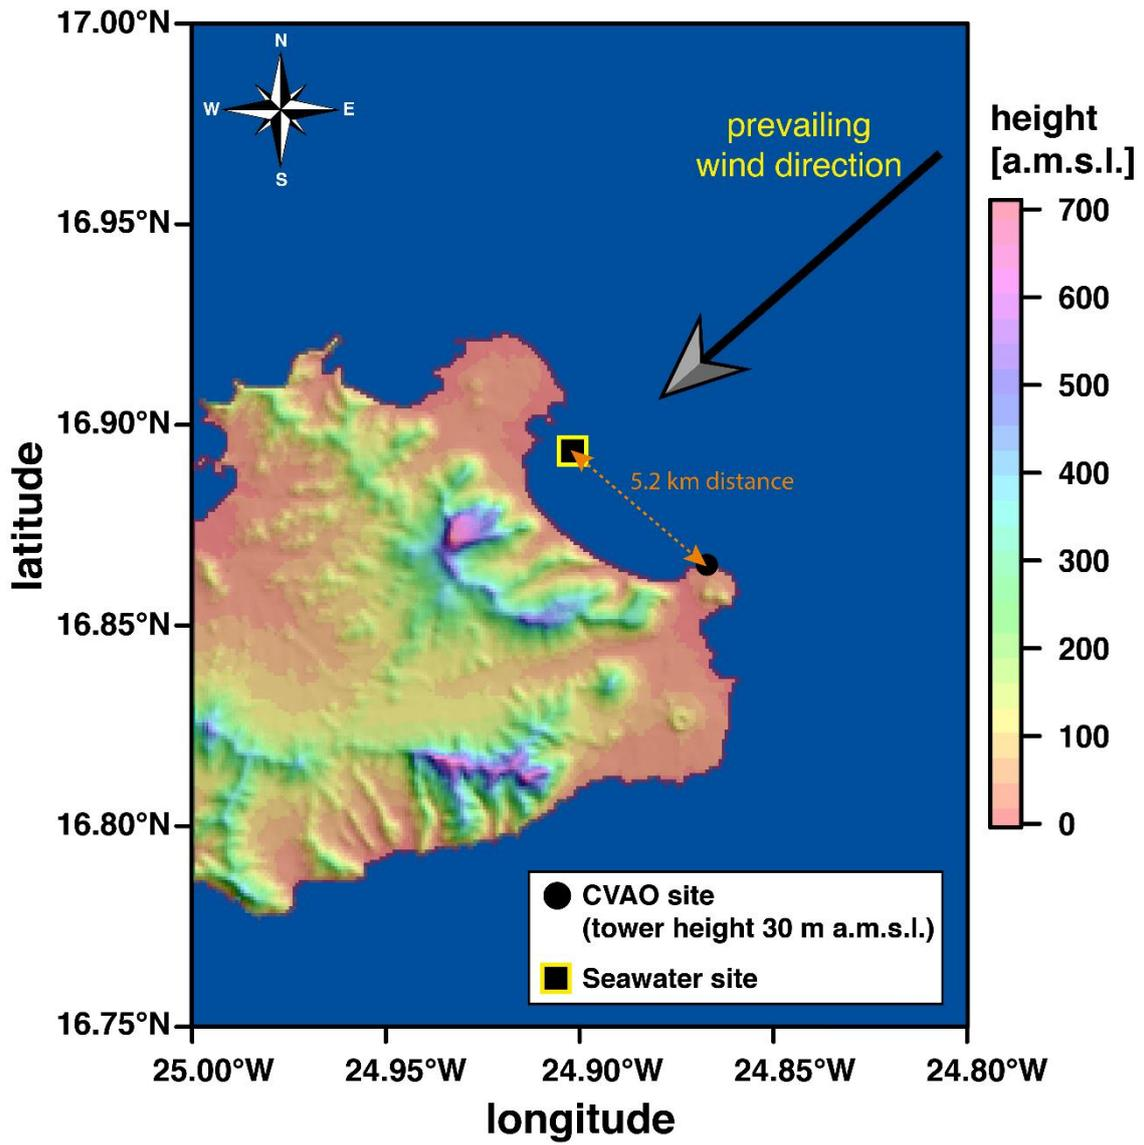 17.00°N
16.95°N
16.90°N
16.85°N
16.80°N
16.75°N
latitude
N
W E
S
prevailing
wind direction
5.2 km distance
height
[a.m.s.l.]
700
600
500
400
300
200
100
0
CVAO site
(tower height 30 m a.m.s.l.)
Seawater site
25.00°W 24.95°W 24.90°W 24.85°W 24.80°W
longitude